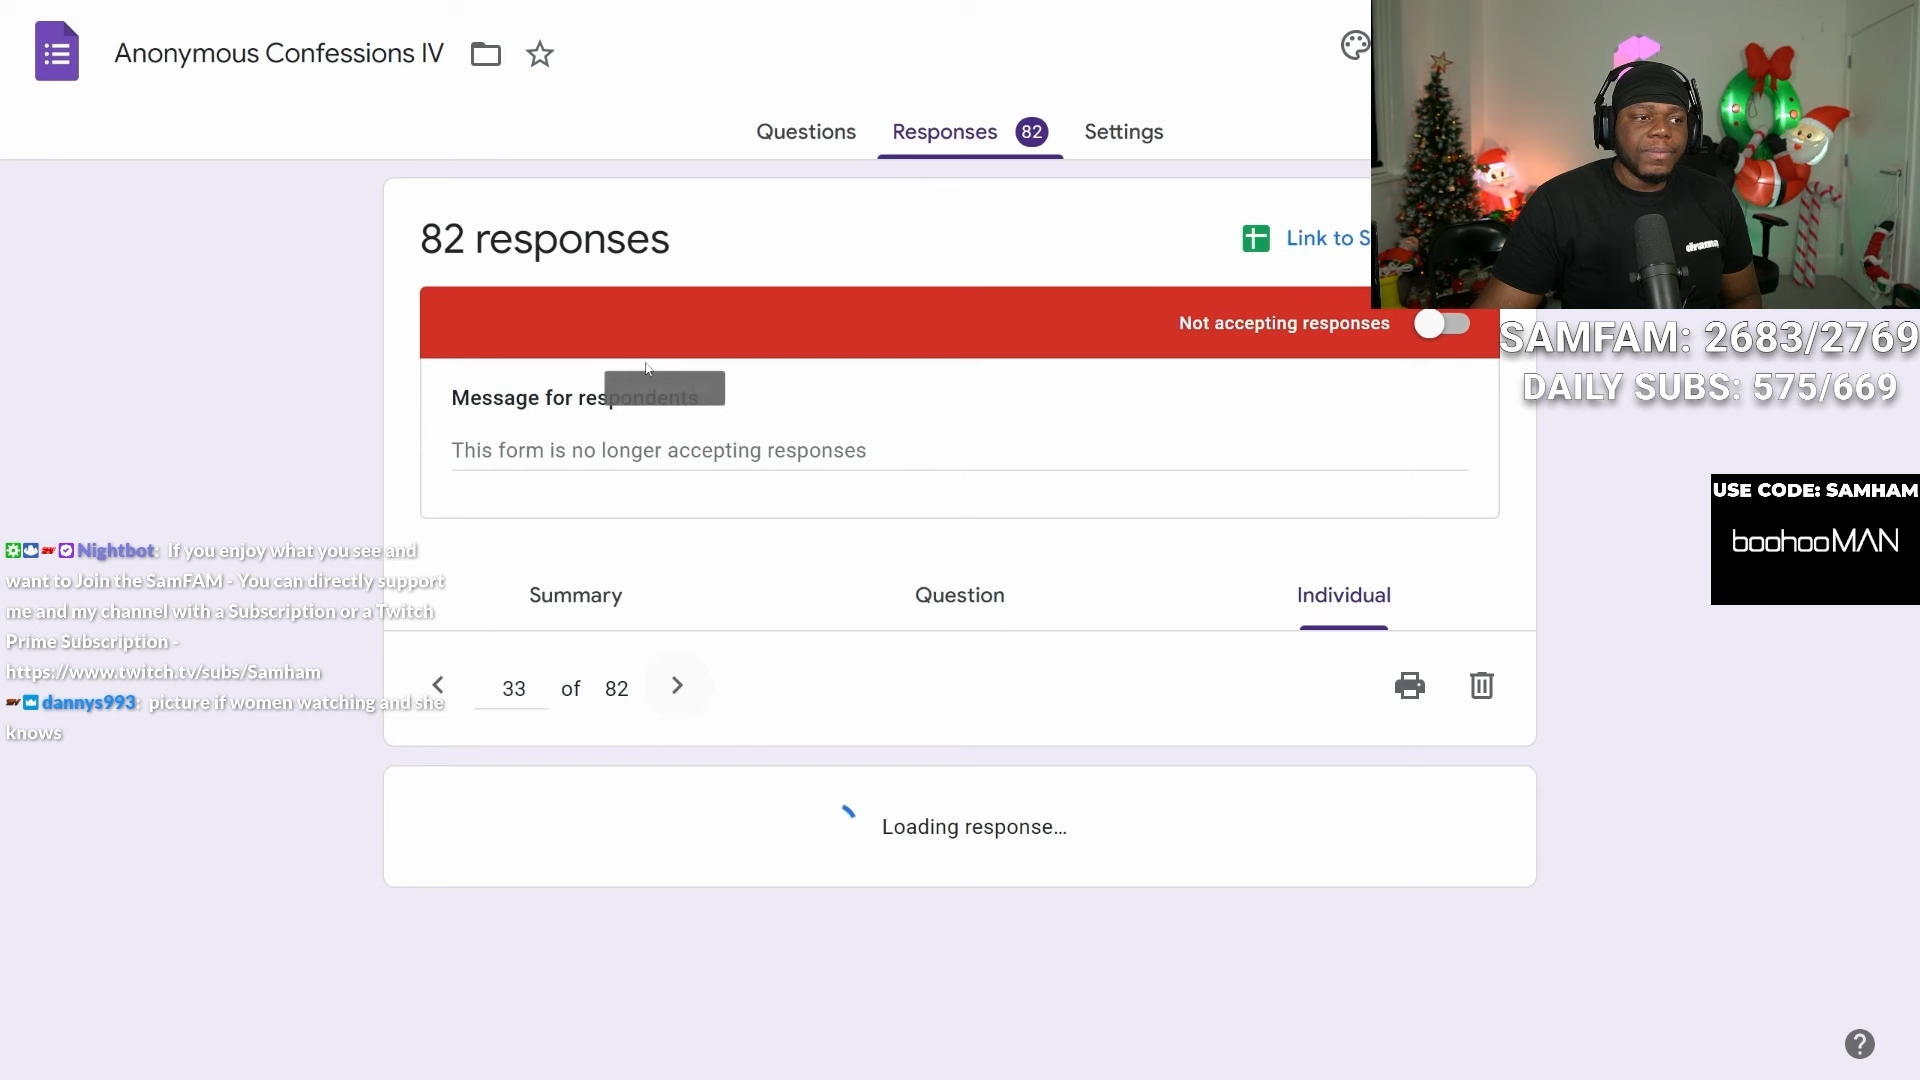 Anonymous Confessions IV
Questions
Responses 82
Settings
82 responses
Link to S
Not accepting responses
Message for respondents
This form is no longer accepting responses
Summary
Question
Individual
33 of 82
Loading response...
Nightbot: If you enjoy what you see and
want to Join the SamFAM - You can directly support
me and my channel with a Subscription or a Twitch
Prime Subscription -
https://www.twitch.tv/subs/Samham
dannys993: picture if women watching and she
knows
drama
SAMFAM: 2683/2769
DAILY SUBS: 575/669
USE CODE: SAMHAM
boohooMAN